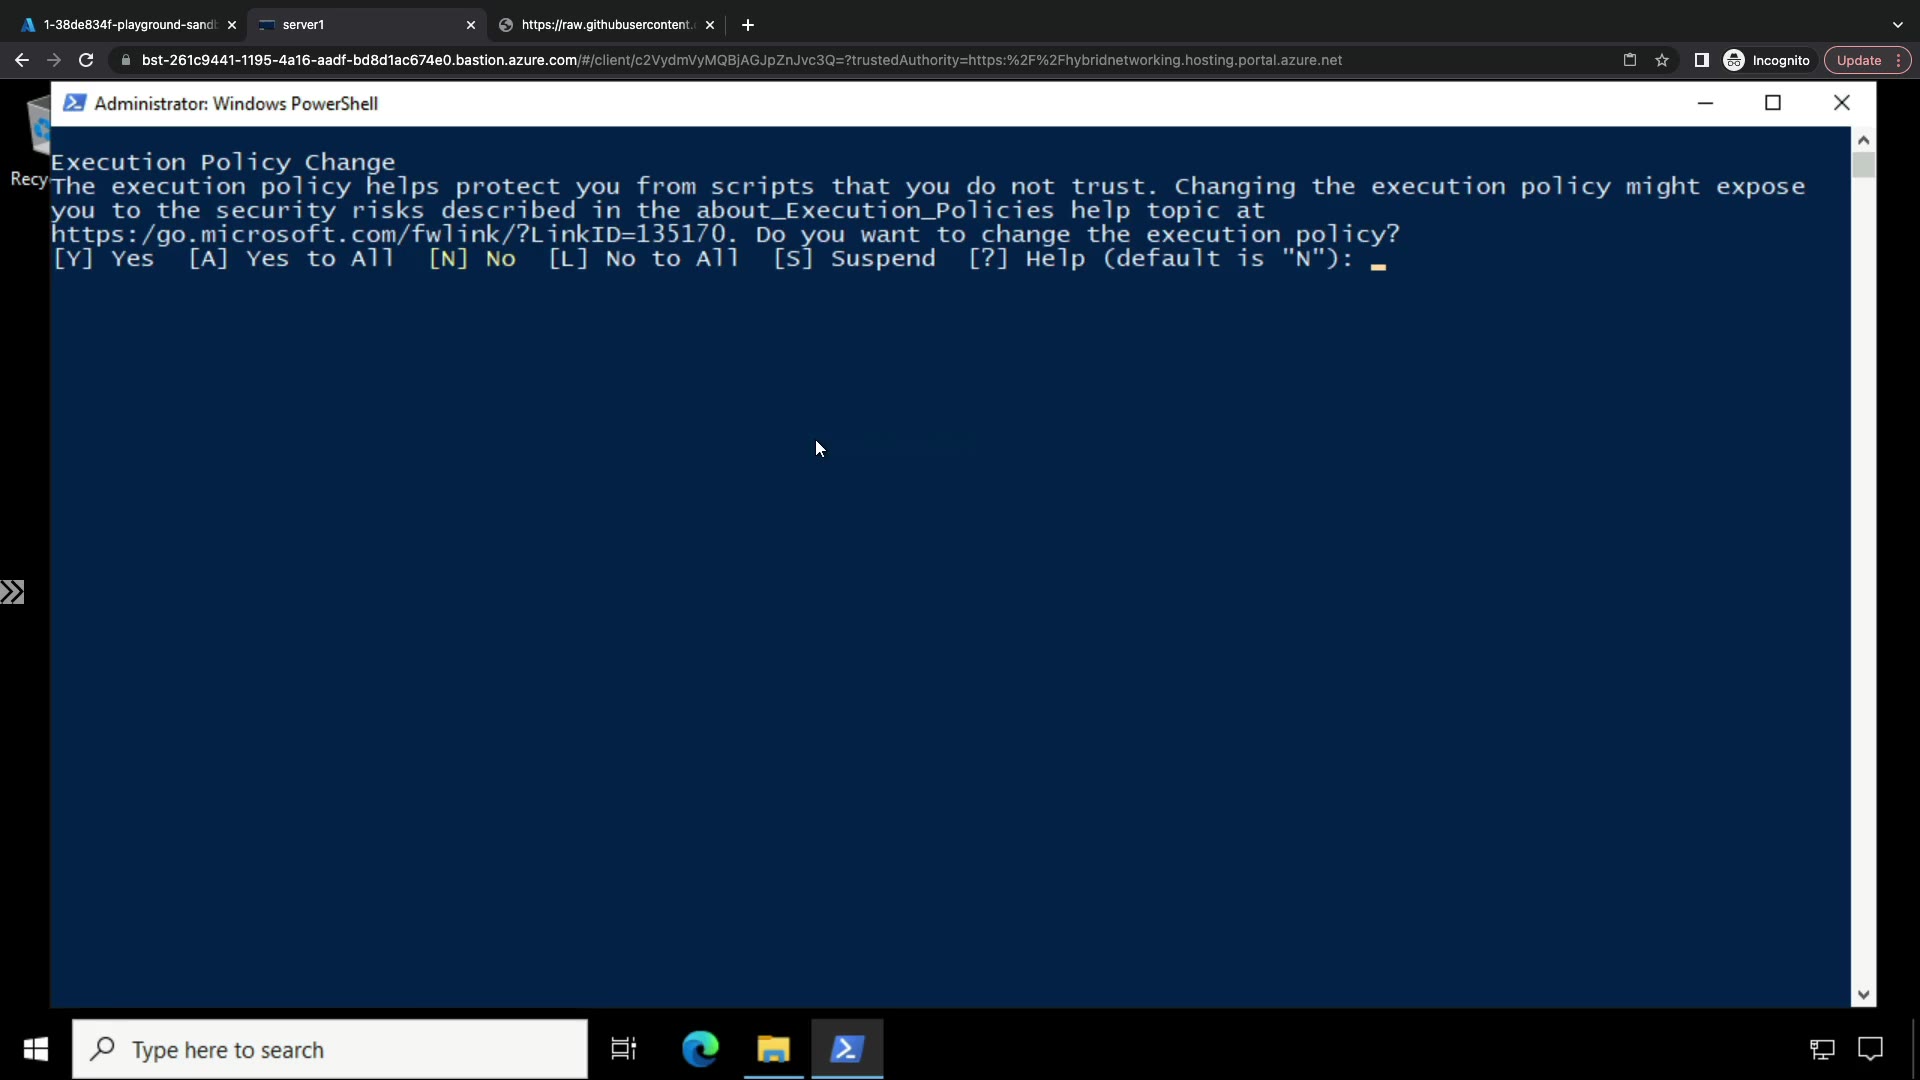 1-38de834f-playground-sandb
server1
https://raw.githubusercontent.c
bst-261c9441-1195-4a16-aadf-bd8d1ac674e0.bastion.azure.com/#/client/c2VydmVyMQBjAGJpZnJvc3Q=?trustedAuthority=https:%2F%2Fhybridnetworking.hosting.portal.azure.net
Incognito
Update
Administrator: Windows PowerShell
Recy
Execution Policy Change
The execution policy helps protect you from scripts that you do not trust. Changing the execution policy might expose
you to the security risks described in the about_Execution_Policies help topic at
https:/go.microsoft.com/fwlink/?LinkID=135170. Do you want to change the execution policy?
[Y] Yes  [A] Yes to All  [N] No  [L] No to All  [S] Suspend  [?] Help (default is "N"):
Type here to search